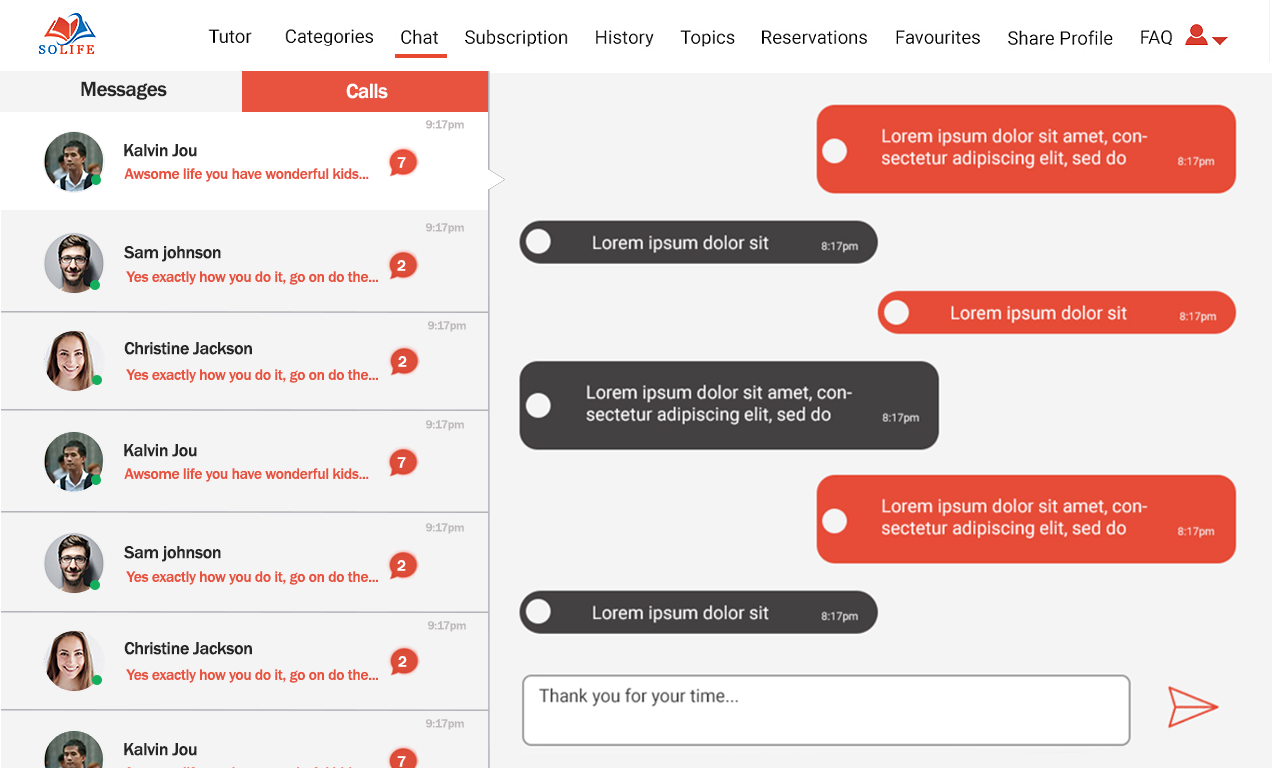 SOLIFE
Tutor
Categories
Chat
Subscription
History
Topics
Reservations
Favourites
Share Profile
FAQ
Messages
Calls
9:17pm
Kalvin Jou
Awsome life you have wonderful kids...
7
9:17pm
Sam johnson
Yes exactly how you do it, go on do the...
2
9:17pm
Christine Jackson
Yes exactly how you do it, go on do the...
2
9:17pm
Kalvin Jou
Awsome life you have wonderful kids...
7
9:17pm
Sam johnson
Yes exactly how you do it, go on do the...
2
9:17pm
Christine Jackson
Yes exactly how you do it, go on do the...
2
9:17pm
Kalvin Jou
7
Lorem ipsum dolor sit amet, con-
sectetur adipiscing elit, sed do
8:17pm
Lorem ipsum dolor sit
8:17pm
Lorem ipsum dolor sit
8:17pm
Lorem ipsum dolor sit amet, con-
sectetur adipiscing elit, sed do
8:17pm
Lorem ipsum dolor sit amet, con-
sectetur adipiscing elit, sed do
8:17pm
Lorem ipsum dolor sit
8:17pm
Thank you for your time...